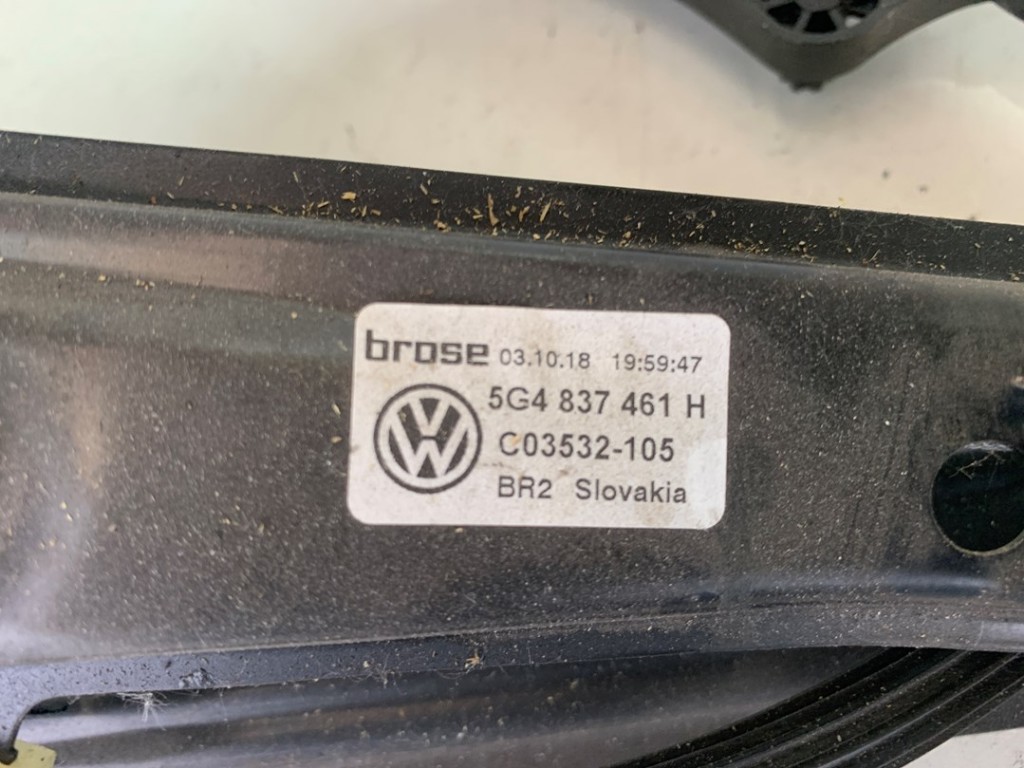 brose 03.10.18 19:59:47
5G4 837 461 H
C03532-105
BR2 Slovakia